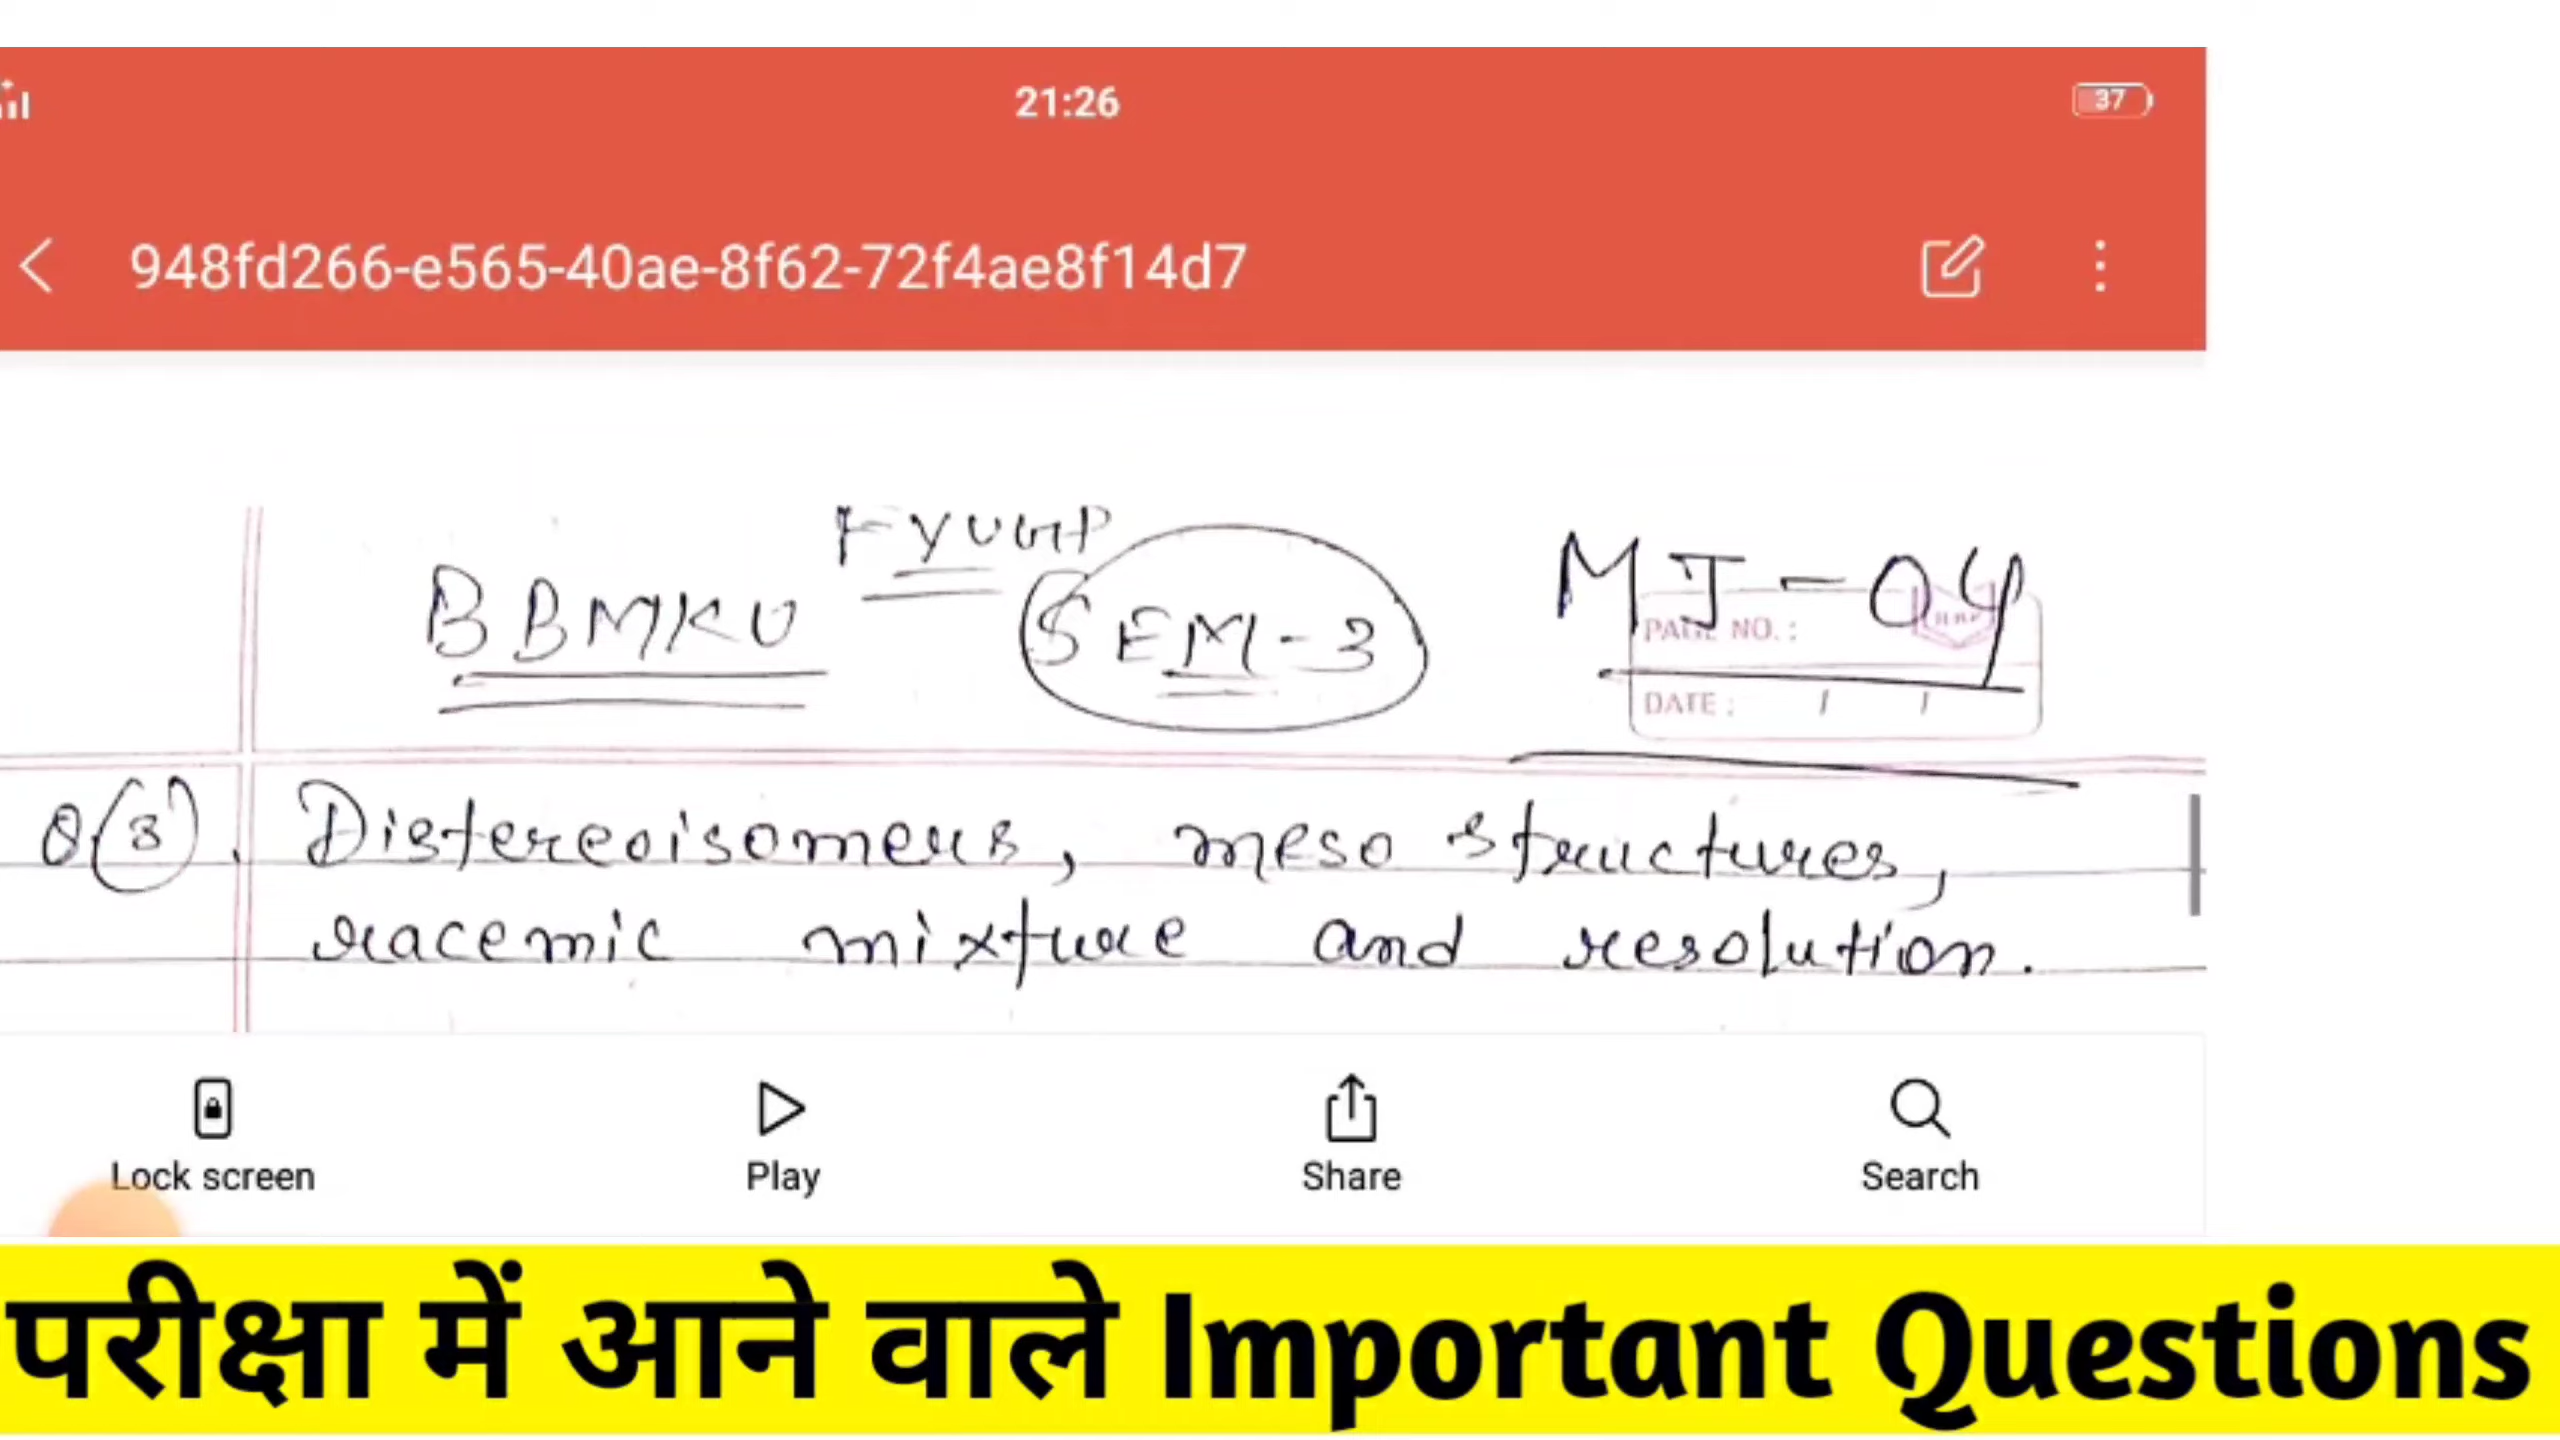 21:26
37
948fd266-e565-40ae-8f62-72f4ae8f14d7
FYUGP
BBMKU SEM-3 MJ-04
PAGE NO.:
DATE: / /
Q(3). Distereoisomers, meso structures,
racemic mixture and resolution.
Lock screen Play Share Search
परीक्षा में आने वाले Important Questions